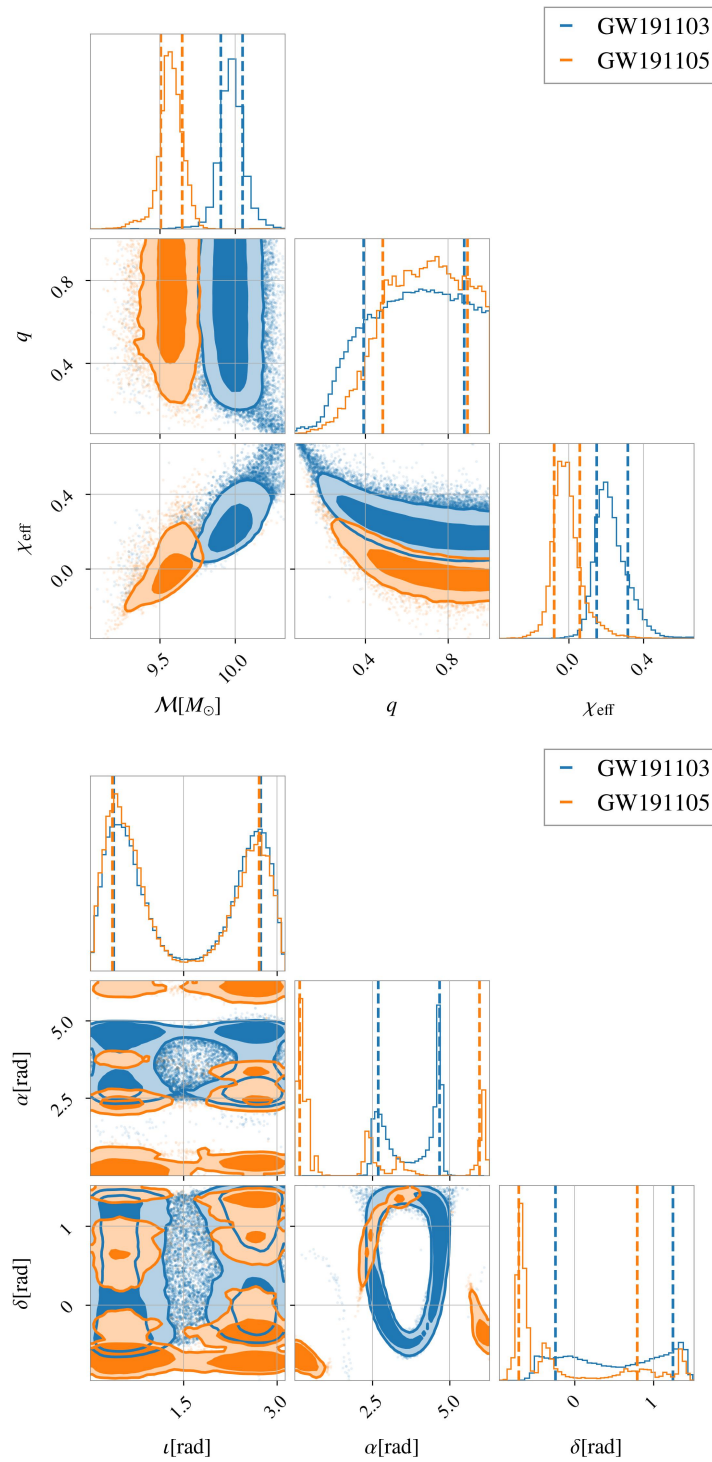 GW191103
GW191105
0.8
q
0.4
0.4
χeff
0.0
9.5
10.0
0.4
0.8
0.0
0.4
ℳ[M⊙]
q
χeff
GW191103
GW191105
5.0
α[rad]
2.5
1
δ[rad]
0
1.5
3.0
2.5
5.0
0
1
ι[rad]
α[rad]
δ[rad]